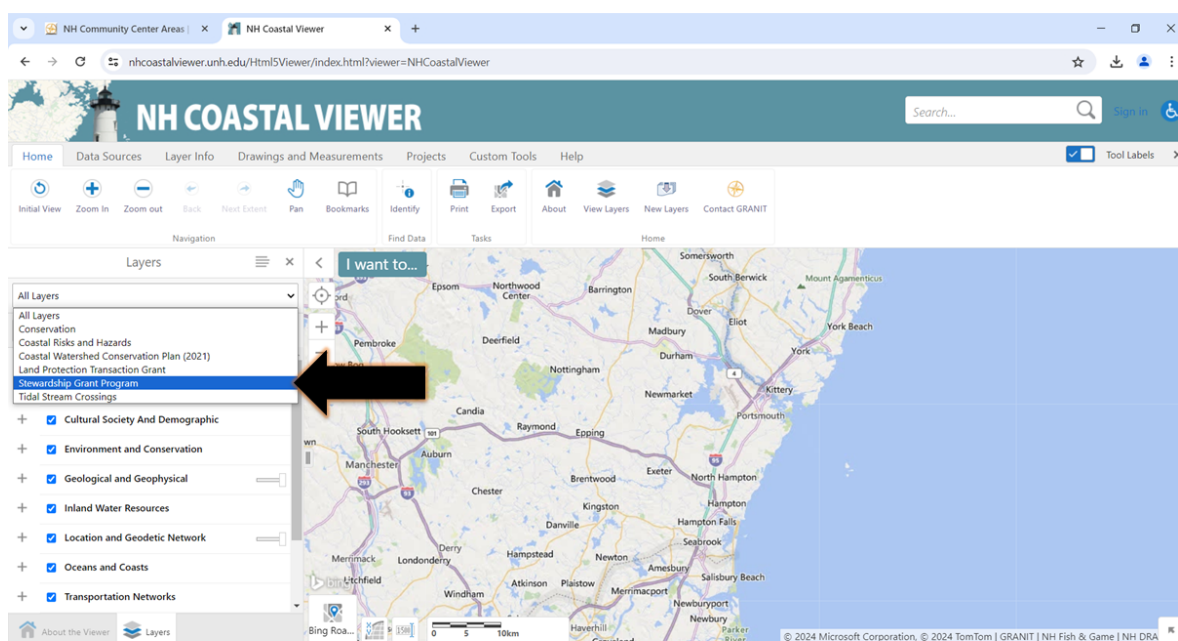 NH Community Center Areas |
NH Coastal Viewer
nhcoastalviewer.unh.edu/Html5Viewer/index.html?viewer=NHCoastalViewer
NH COASTAL VIEWER
Search...
Sign in
Home Data Sources Layer Info Drawings and Measurements Projects Custom Tools Help
Tool Labels
Initial View Zoom In Zoom out Back Next Extent Pan Bookmarks Identify Print Export About View Layers New Layers Contact GRANIT
Navigation Find Data Tasks Home
Layers
All Layers
All Layers
Conservation
Coastal Risks and Hazards
Coastal Watershed Conservation Plan (2021)
Land Protection Transaction Grant
Stewardship Grant Program
Tidal Stream Crossings
Cultural Society And Demographic
Environment and Conservation
Geological and Geophysical
Inland Water Resources
Location and Geodetic Network
Oceans and Coasts
Transportation Networks
About the Viewer Layers
I want to...
Somersworth
South Berwick
Mount Agamenticus
Epsom
Northwood
Center
Barrington
Dover
Eliot
York Beach
Madbury
Pembroke
Deerfield
Durham
York
Nottingham
4
Newmarket
Kittery
Candia
Portsmouth
South Hooksett
101
Raymond
Epping
Auburn
Manchester
293
93
95
Brentwood
Exeter
North Hampton
Chester
Kingston
Hampton
Danville
Hampton Falls
Seabrook
Derry
Merrimack
Londonderry
Hampstead
Newton
Amesbury
Salisbury Beach
Litchfield
Atkinson
Plaistow
Merrimacport
Windham
Newburyport
Newbury
Haverhill
Parker
Groveland
Bing
Bing Roa...
0 5 10km
© 2024 Microsoft Corporation, © 2024 TomTom | GRANIT | NH Fish & Game | NH DRA